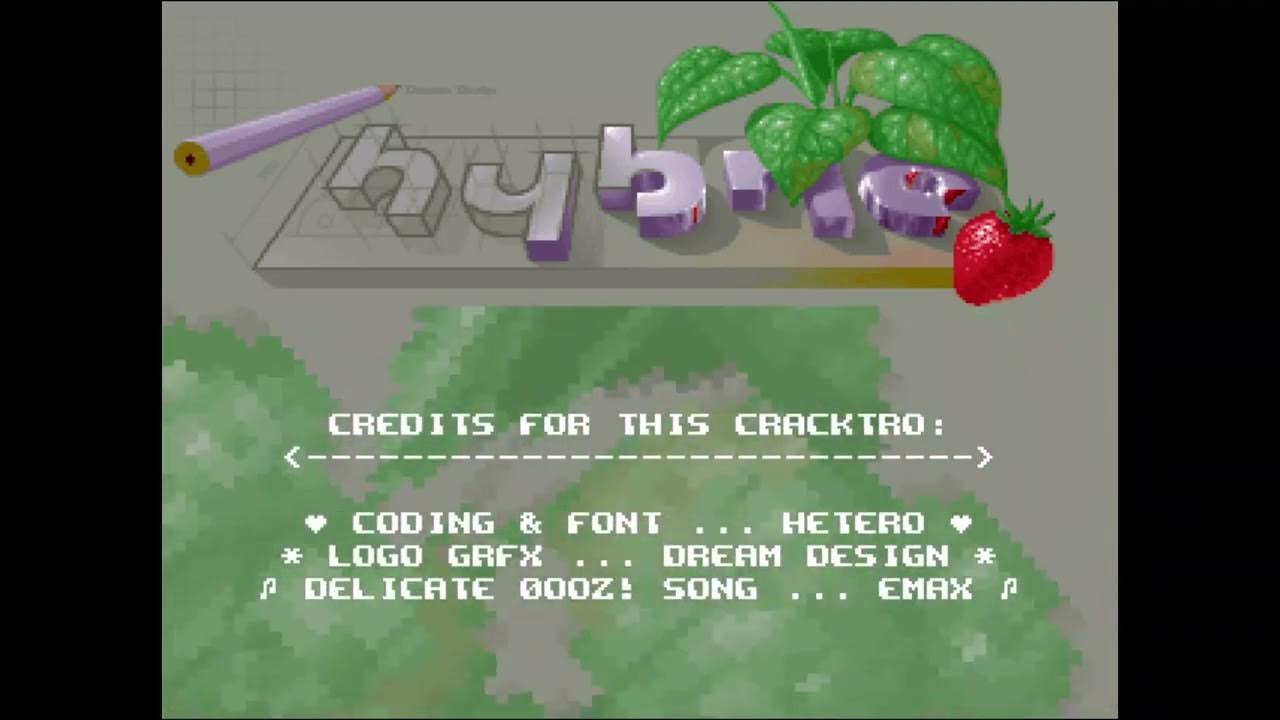 hybrid
CREDITS FOR THIS CRACKTRO:
<------------------------------>
♥ CODING & FONT ... HETERO ♥
* LOGO GRFX ... DREAM DESIGN *
♫ DELICATE OOOZ! SONG ... EMAX ♫